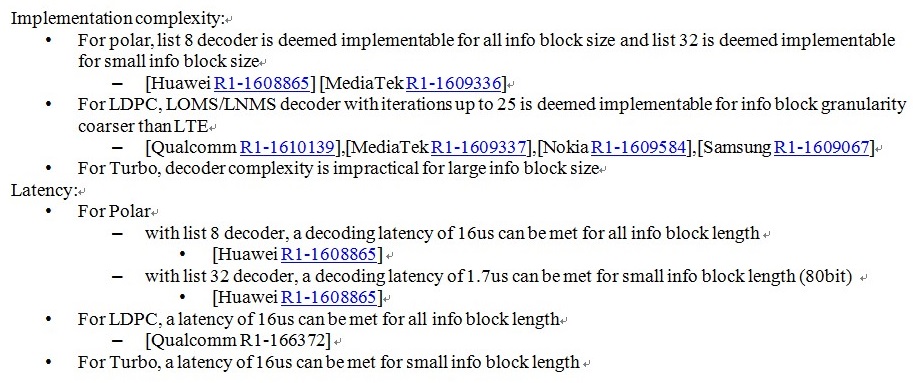 Implementation complexity:
• For polar, list 8 decoder is deemed implementable for all info block size and list 32 is deemed implementable
for small info block size
– [Huawei R1-1608865] [MediaTek R1-1609336]
• For LDPC, LOMS/LNMS decoder with iterations up to 25 is deemed implementable for info block granularity
coarser than LTE
– [Qualcomm R1-1610139],[MediaTek R1-1609337],[Nokia R1-1609584],[Samsung R1-1609067]
• For Turbo, decoder complexity is impractical for large info block size
Latency:
• For Polar
– with list 8 decoder, a decoding latency of 16us can be met for all info block length
• [Huawei R1-1608865]
– with list 32 decoder, a decoding latency of 1.7us can be met for small info block length (80bit)
• [Huawei R1-1608865]
• For LDPC, a latency of 16us can be met for all info block length
– [Qualcomm R1-166372]
• For Turbo, a latency of 16us can be met for small info block length